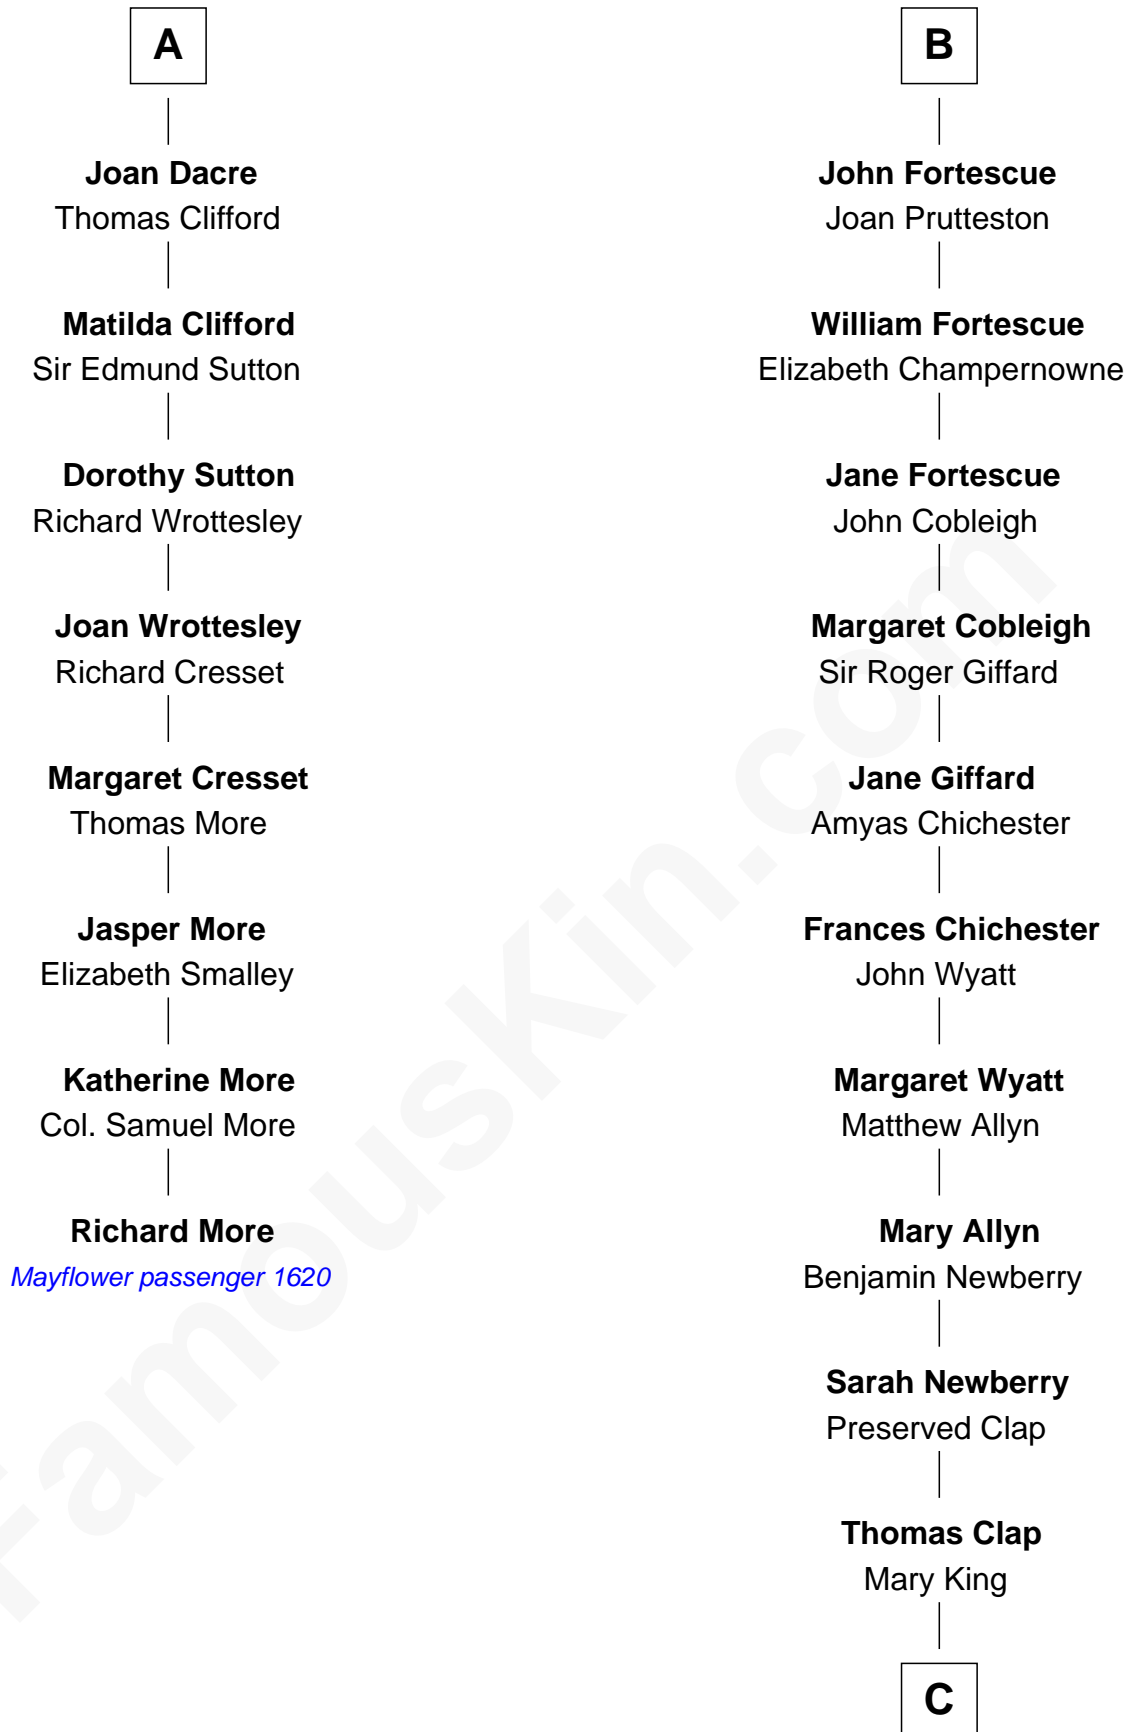 A
Joan Dacre
Thomas Clifford
Matilda Clifford
Sir Edmund Sutton
Dorothy Sutton
Richard Wrottesley
Joan Wrottesley
Richard Cresset
Margaret Cresset
Thomas More
Jasper More
Elizabeth Smalley
Katherine More
Col. Samuel More
Richard More
Mayflower passenger 1620
B
John Fortescue
Joan Prutteston
William Fortescue
Elizabeth Champernowne
Jane Fortescue
John Cobleigh
Margaret Cobleigh
Sir Roger Giffard
Jane Giffard
Amyas Chichester
Frances Chichester
John Wyatt
Margaret Wyatt
Matthew Allyn
Mary Allyn
Benjamin Newberry
Sarah Newberry
Preserved Clap
Thomas Clap
Mary King
C
FamousKin.com